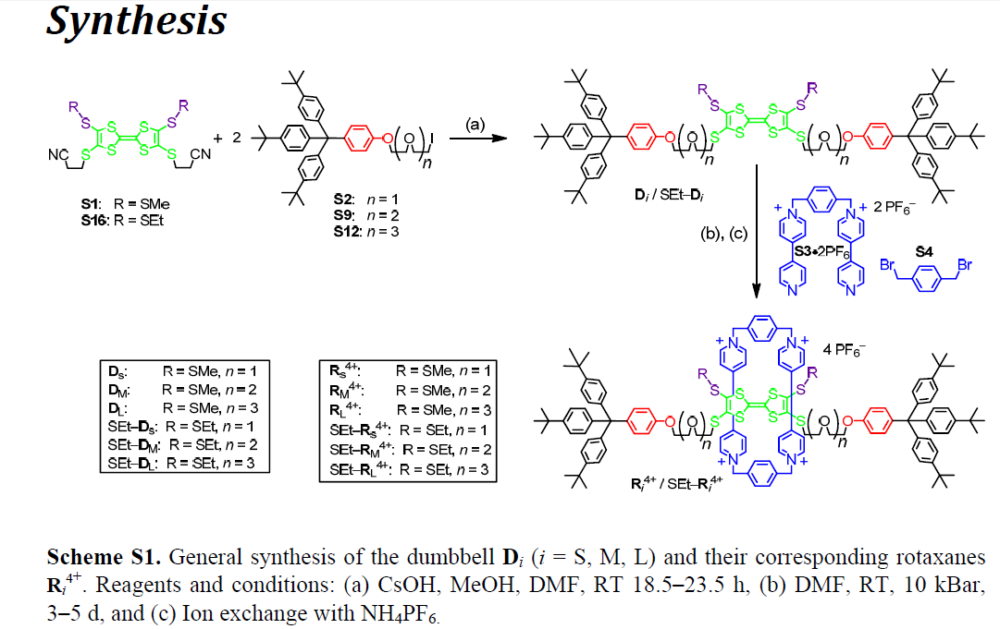 Synthesis
R R
S S
S S
S S
NC S S CN
+ 2
O ( O ) I
n
(a)
S1: R = SMe
S16: R = SEt
S2: n = 1
S9: n = 2
S12: n = 3
R R
S S
S S
S S
O ( O ) S S ( O ) O
n n
Di / SEt–Di
(b), (c)
+ N N + 2 PF6−
S3•2PF6
N N
S4
Br Br
Ds: R = SMe, n = 1
DM: R = SMe, n = 2
DL: R = SMe, n = 3
SEt–Ds: R = SEt, n = 1
SEt–DM: R = SEt, n = 2
SEt–DL: R = SEt, n = 3
Rs4+: R = SMe, n = 1
RM4+: R = SMe, n = 2
RL4+: R = SMe, n = 3
SEt–Rs4+: R = SEt, n = 1
SEt–RM4+: R = SEt, n = 2
SEt–RL4+: R = SEt, n = 3
+ N N +
4 PF6−
R R
S S
S S
S S
O ( O ) S S ( O ) O
n n
+ N N +
Ri4+ / SEt–Ri4+
Scheme S1. General synthesis of the dumbbell Di (i = S, M, L) and their corresponding rotaxanes
Ri4+. Reagents and conditions: (a) CsOH, MeOH, DMF, RT 18.5–23.5 h, (b) DMF, RT, 10 kBar,
3–5 d, and (c) Ion exchange with NH4PF6.